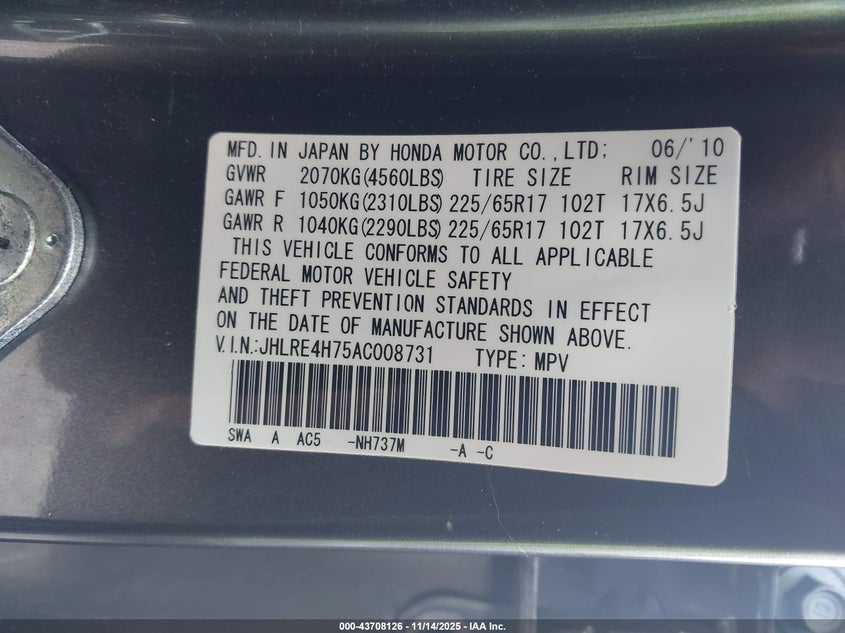 MFD. IN JAPAN BY HONDA MOTOR CO., LTD; 06/'10
GVWR 2070KG(4560LBS) TIRE SIZE RIM SIZE
GAWR F 1050KG(2310LBS) 225/65R17 102T 17X6.5J
GAWR R 1040KG(2290LBS) 225/65R17 102T 17X6.5J
THIS VEHICLE CONFORMS TO ALL APPLICABLE
FEDERAL MOTOR VEHICLE SAFETY
AND THEFT PREVENTION STANDARDS IN EFFECT
ON THE DATE OF MANUFACTURE SHOWN ABOVE.
V.I.N.:JHLRE4H75AC008731 TYPE: MPV
SWA A AC5 -NH737M -A -C
000-43708126 - 11/14/2025 - IAA Inc.